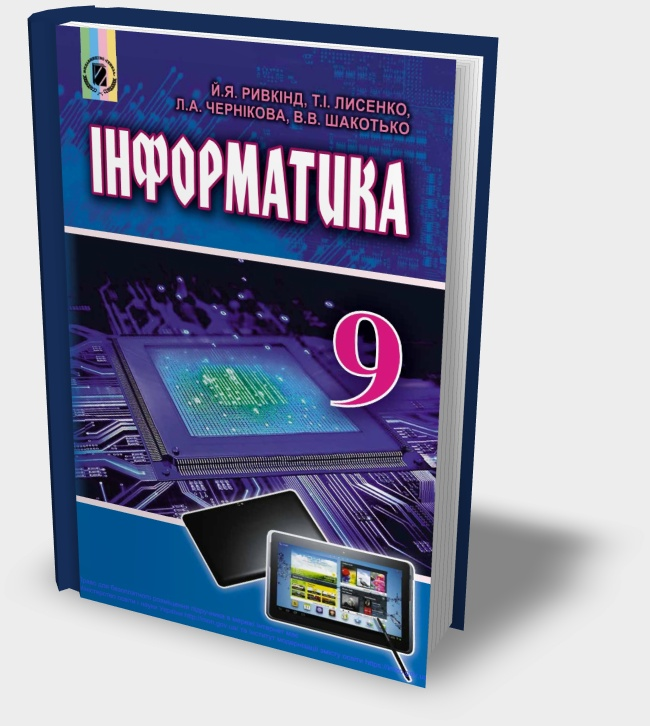 Й.Я. РИВКІНД, Т.І. ЛИСЕНКО,
Л.А. ЧЕРНІКОВА, В.В. ШАКОТЬКО
ІНФОРМАТИКА
9